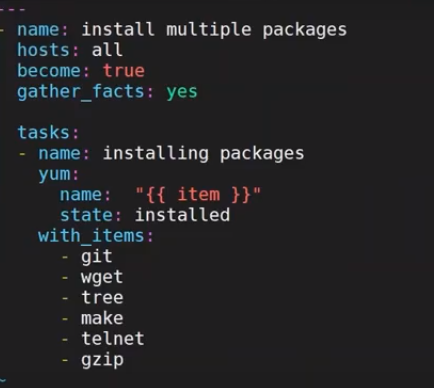 ---
- name: install multiple packages
  hosts: all
  become: true
  gather_facts: yes

  tasks:
  - name: installing packages
    yum:
      name:  "{{ item }}"
      state: installed
    with_items:
      - git
      - wget
      - tree
      - make
      - telnet
      - gzip
~